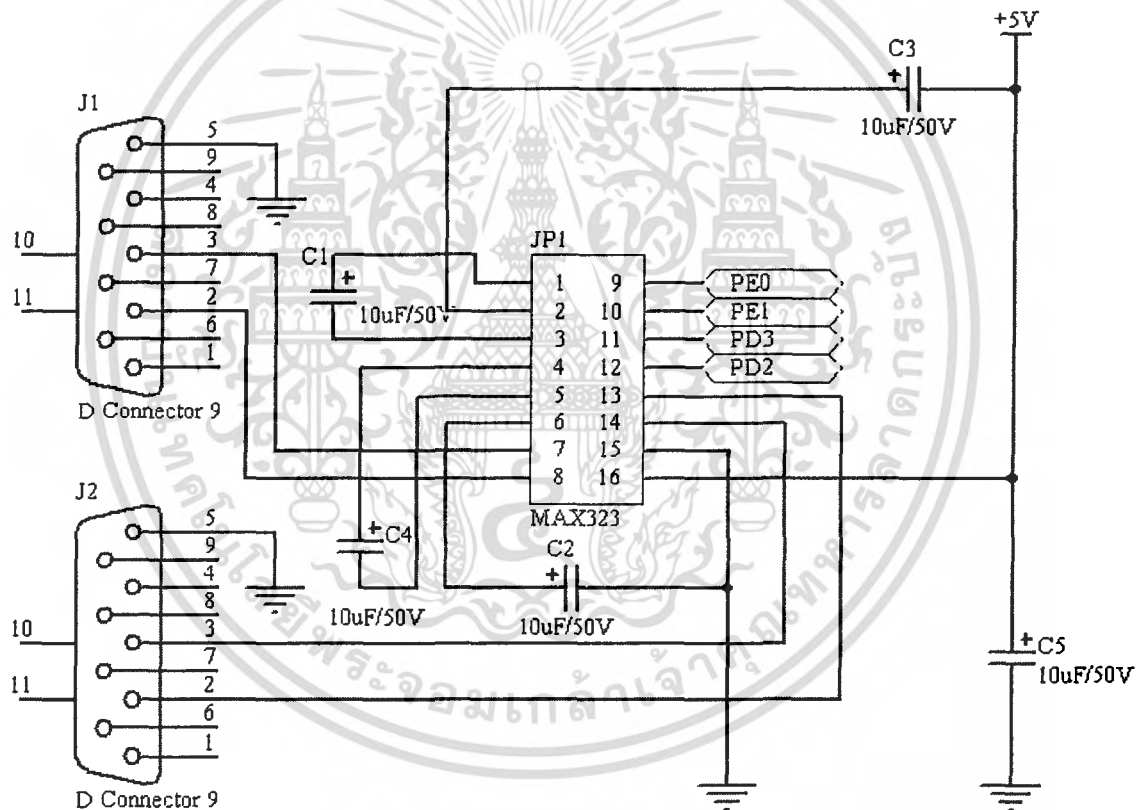 +5V
C3
+
10uF/50V
J1
5
9
4
8
3
7
2
6
1
10
11
D Connector 9
C1
+
10uF/50V
JP1
1 9 PE0
2 10 PE1
3 11 PD3
4 12 PD2
5 13
6 14
7 15
8 16
MAX323
J2
5
9
4
8
3
7
2
6
1
10
11
D Connector 9
+C4
10uF/50V
C2
+
10uF/50V
+C5
10uF/50V